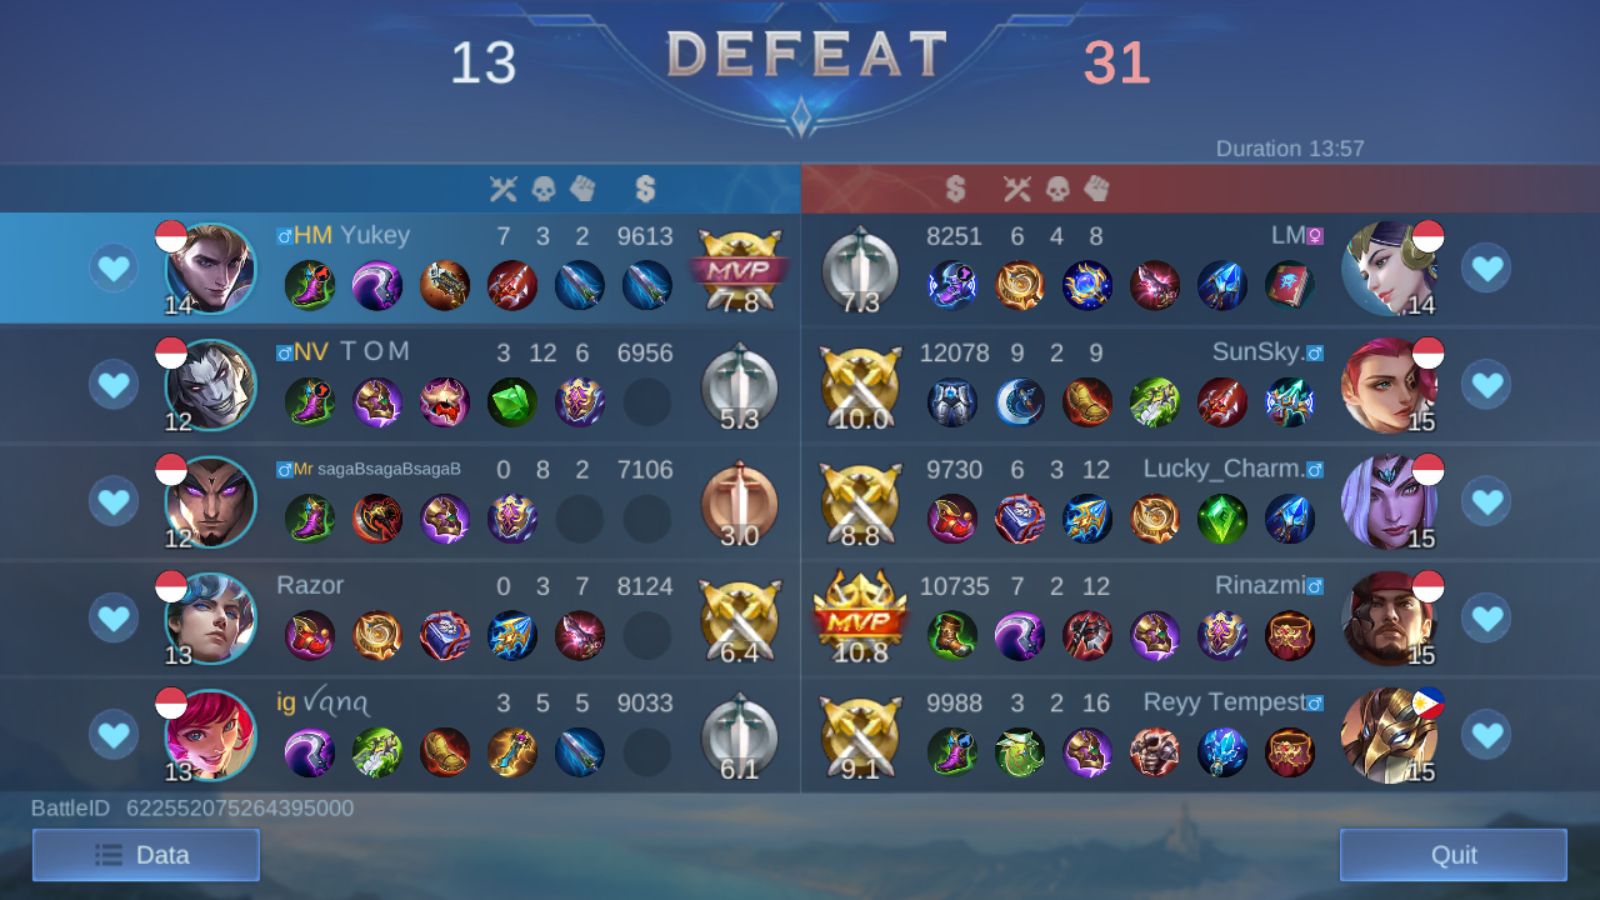 13 DEFEAT 31
Duration 13:57
HM Yukey 7 3 2 9613 MVP 7.8 14
7.3 8251 6 4 8 LM 14
NV T O M 3 12 6 6956 5.3 12
10.0 12078 9 2 9 SunSky. 15
Mr sagaBsagaBsagaB 0 8 2 7106 3.0 12
8.8 9730 6 3 12 Lucky_Charm. 15
Razor 0 3 7 8124 6.4 13
MVP 10.8 10735 7 2 12 Rinazmi 15
ig Vana 3 5 5 9033 6.1 13
9.1 9988 3 2 16 Reyy Tempest 15
BattleID 622552075264395000
Data
Quit